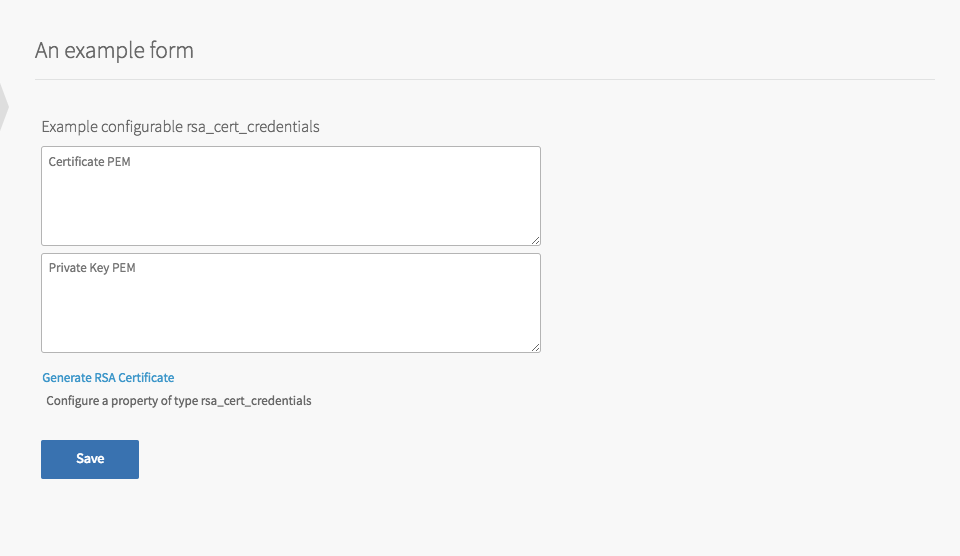 An example form
Example configurable rsa_cert_credentials
Certificate PEM
Private Key PEM
Generate RSA Certificate
Configure a property of type rsa_cert_credentials
Save